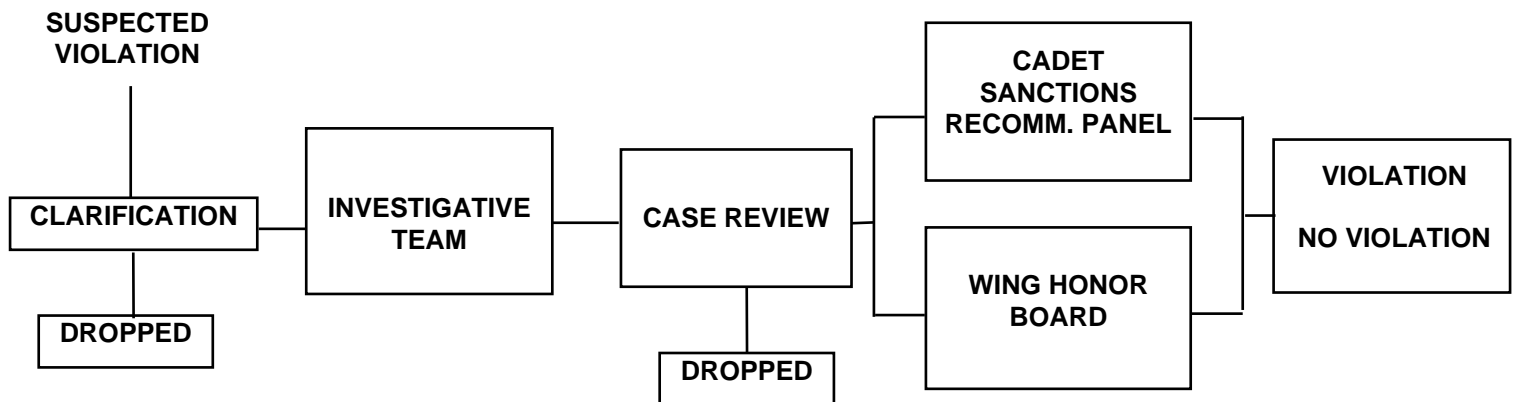 SUSPECTED
VIOLATION
CLARIFICATION
DROPPED
INVESTIGATIVE
TEAM
CASE REVIEW
DROPPED
CADET
SANCTIONS
RECOMM. PANEL
WING HONOR
BOARD
VIOLATION
NO VIOLATION